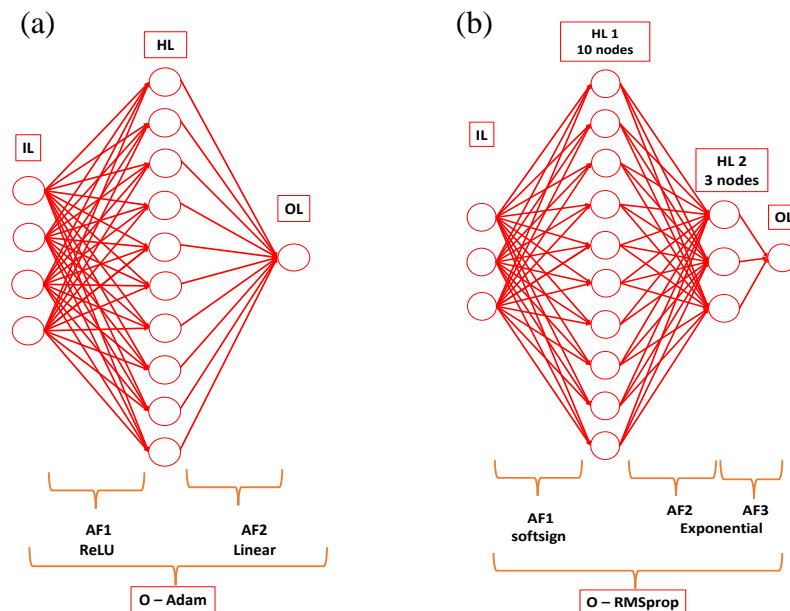 (a)
HL
IL
OL
AF1
ReLU
AF2
Linear
O – Adam
(b)
HL 1
10 nodes
IL
HL 2
3 nodes
OL
AF1
softsign
AF2
AF3
Exponential
O – RMSprop